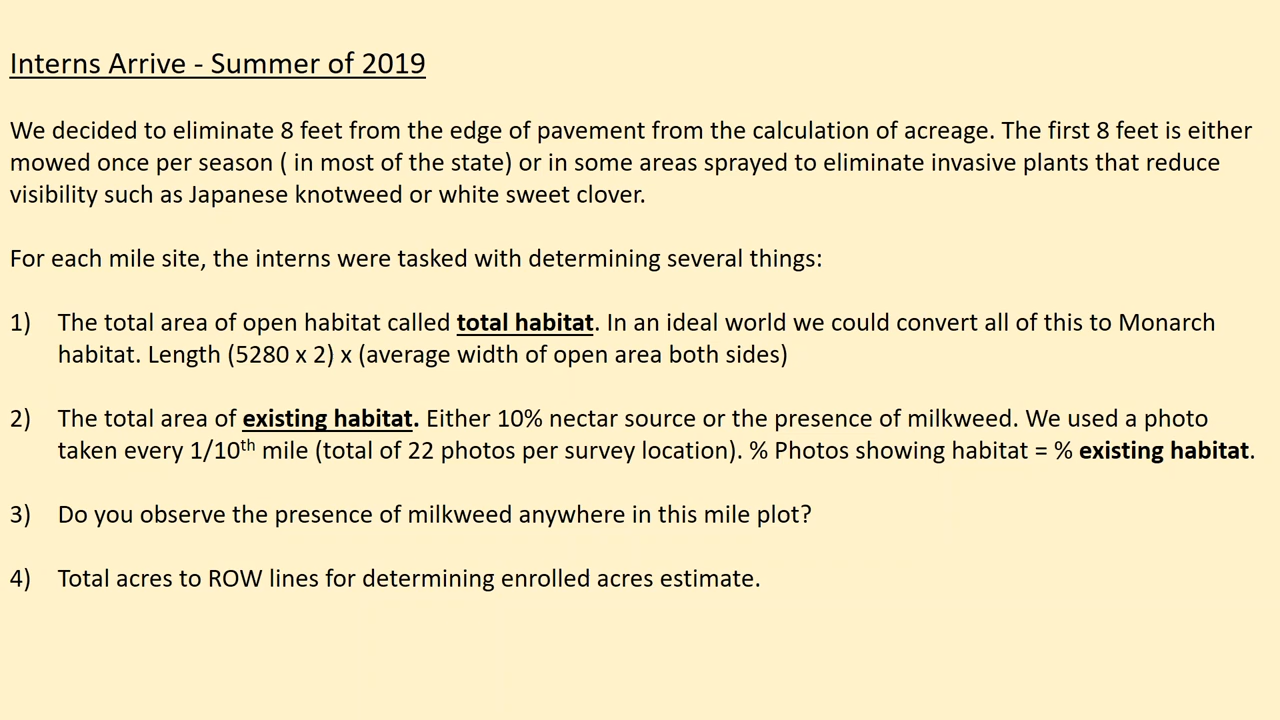 Interns Arrive - Summer of 2019
We decided to eliminate 8 feet from the edge of pavement from the calculation of acreage. The first 8 feet is either
mowed once per season ( in most of the state) or in some areas sprayed to eliminate invasive plants that reduce
visibility such as Japanese knotweed or white sweet clover.
For each mile site, the interns were tasked with determining several things:
1) The total area of open habitat called total habitat. In an ideal world we could convert all of this to Monarch
habitat. Length (5280 x 2) x (average width of open area both sides)
2) The total area of existing habitat. Either 10% nectar source or the presence of milkweed. We used a photo
taken every 1/10th mile (total of 22 photos per survey location). % Photos showing habitat = % existing habitat.
3) Do you observe the presence of milkweed anywhere in this mile plot?
4) Total acres to ROW lines for determining enrolled acres estimate.